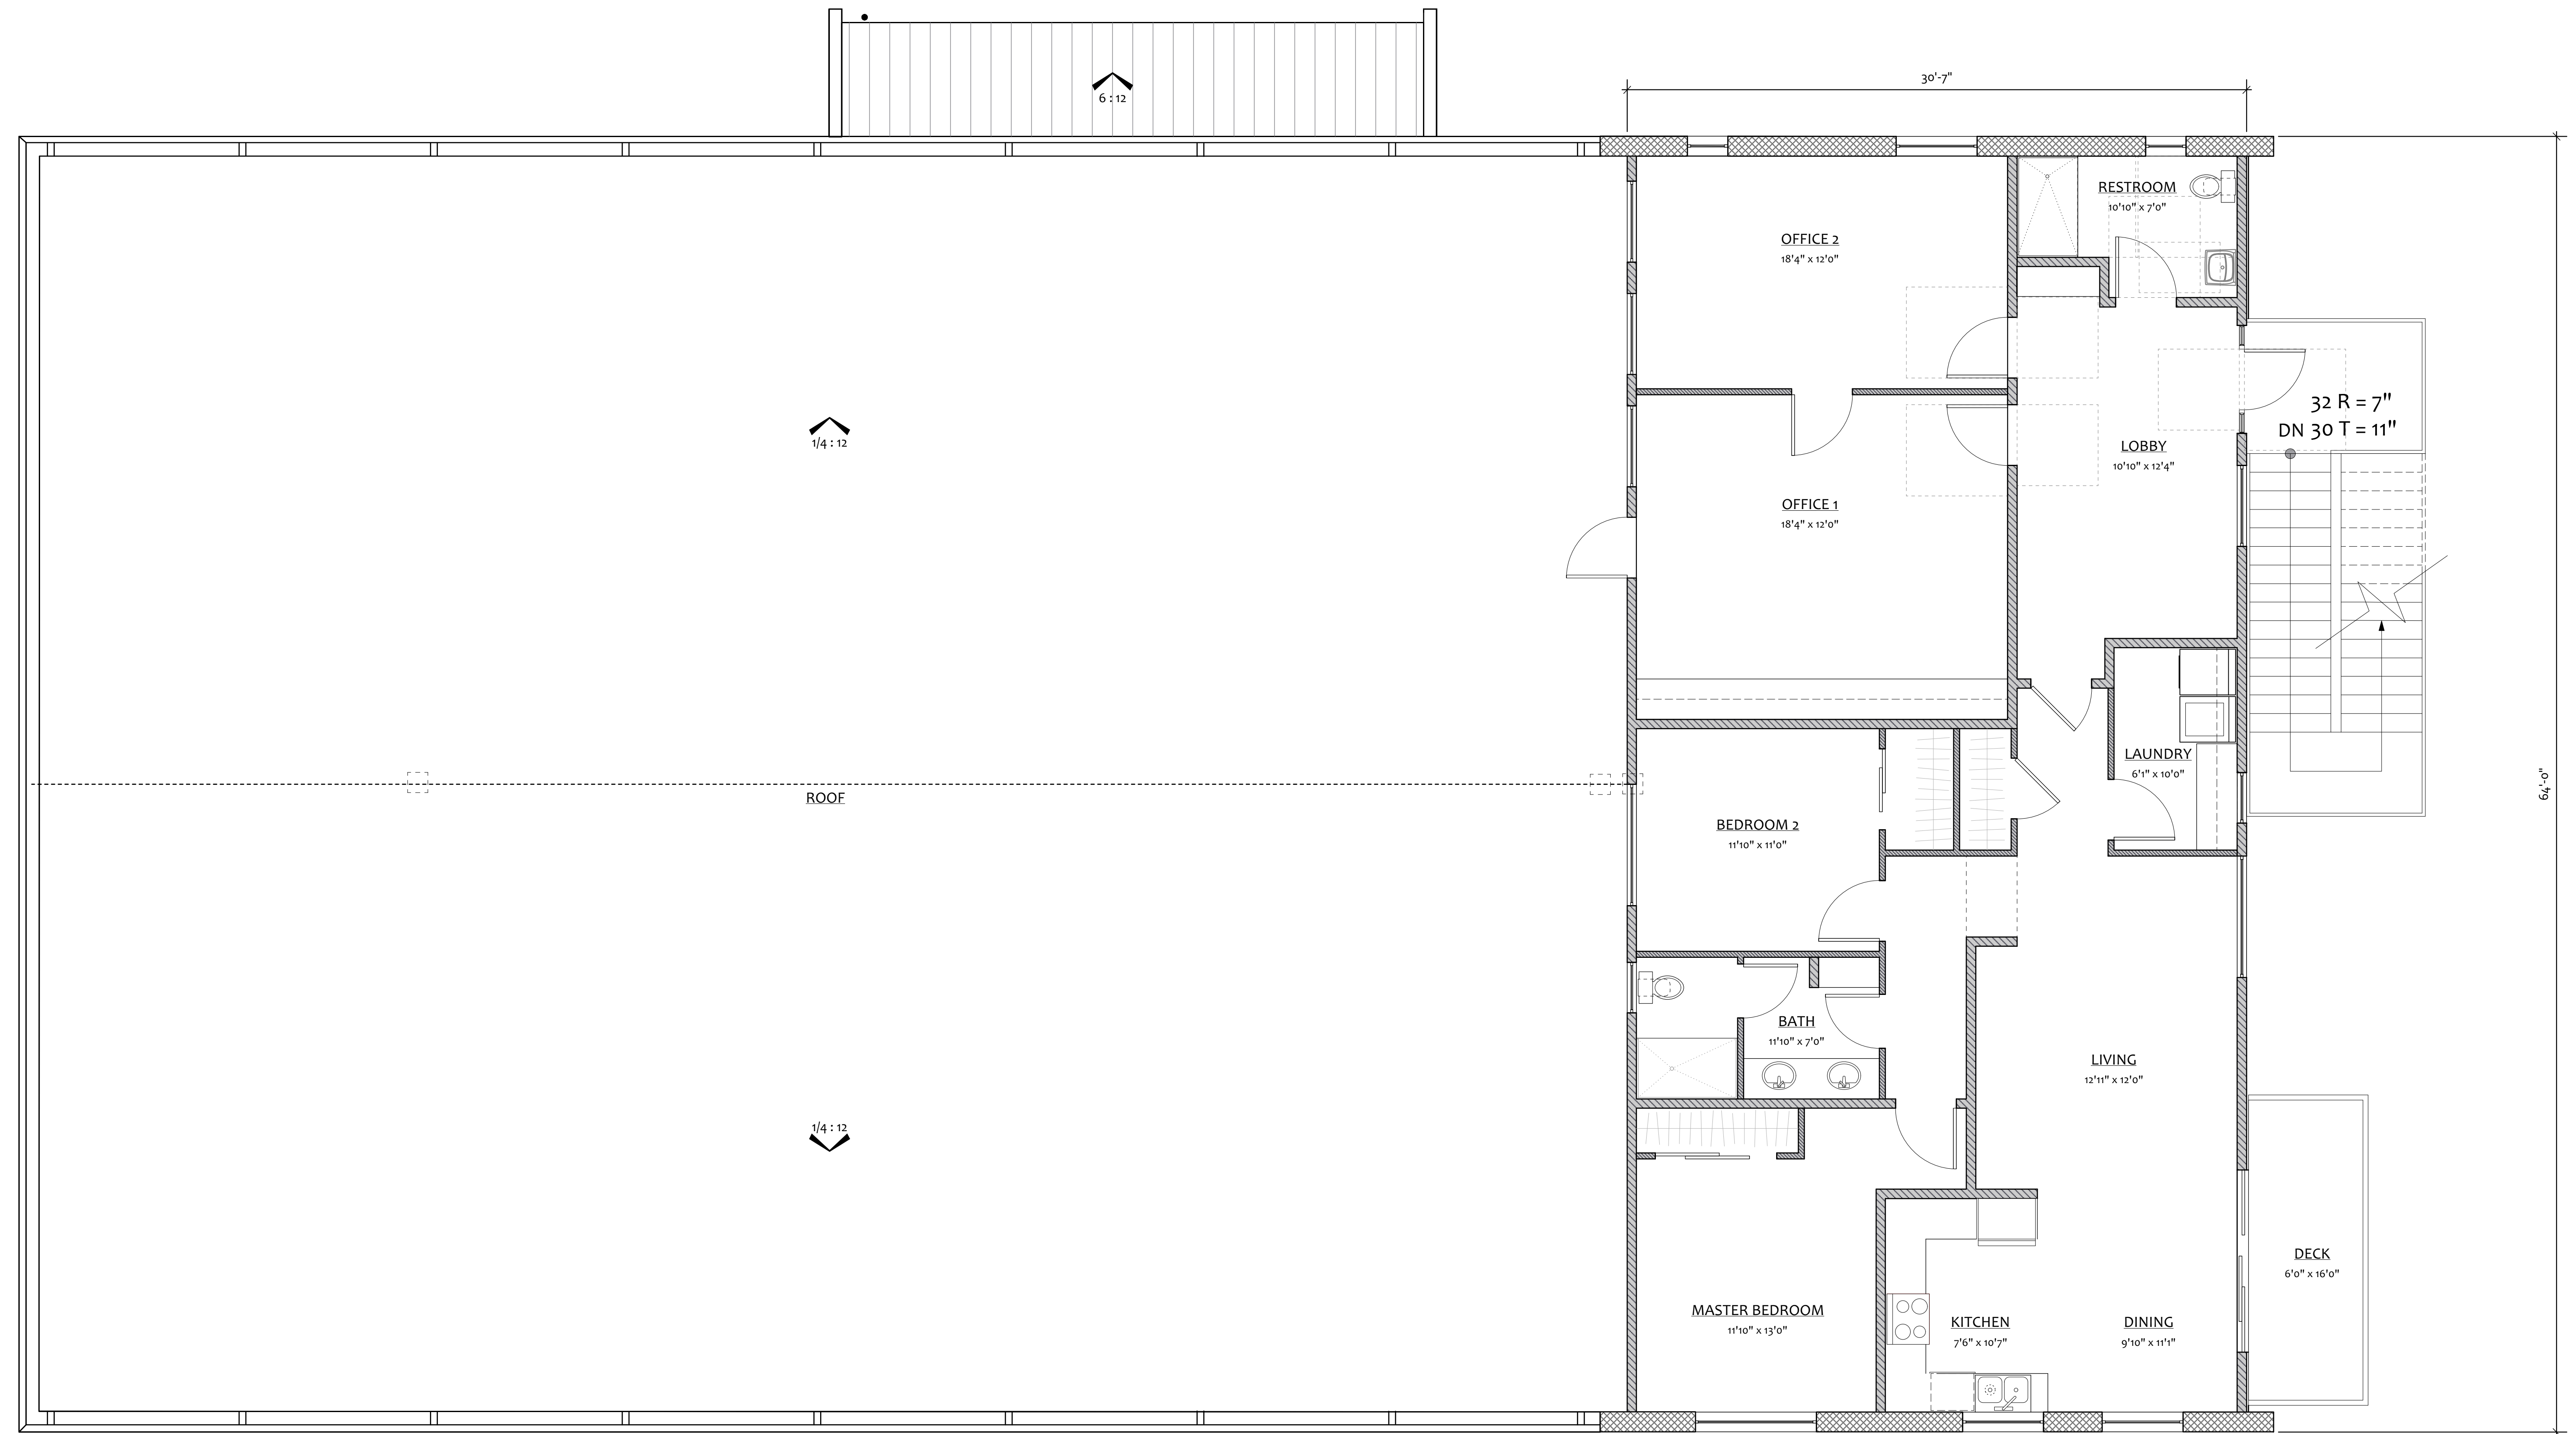 6 : 12
30'-7"
RESTROOM
10'10" x 7'0"
OFFICE 2
18'4" x 12'0"
32 R = 7"
DN 30 T = 11"
1/4 : 12
LOBBY
10'10" x 12'4"
OFFICE 1
18'4" x 12'0"
LAUNDRY
6'1" x 10'0"
64'-0"
ROOF
BEDROOM 2
11'10" x 11'0"
BATH
11'10" x 7'0"
LIVING
12'11" x 12'0"
1/4 : 12
DECK
6'0" x 16'0"
MASTER BEDROOM
11'10" x 13'0"
KITCHEN
7'6" x 10'7"
DINING
9'10" x 11'1"